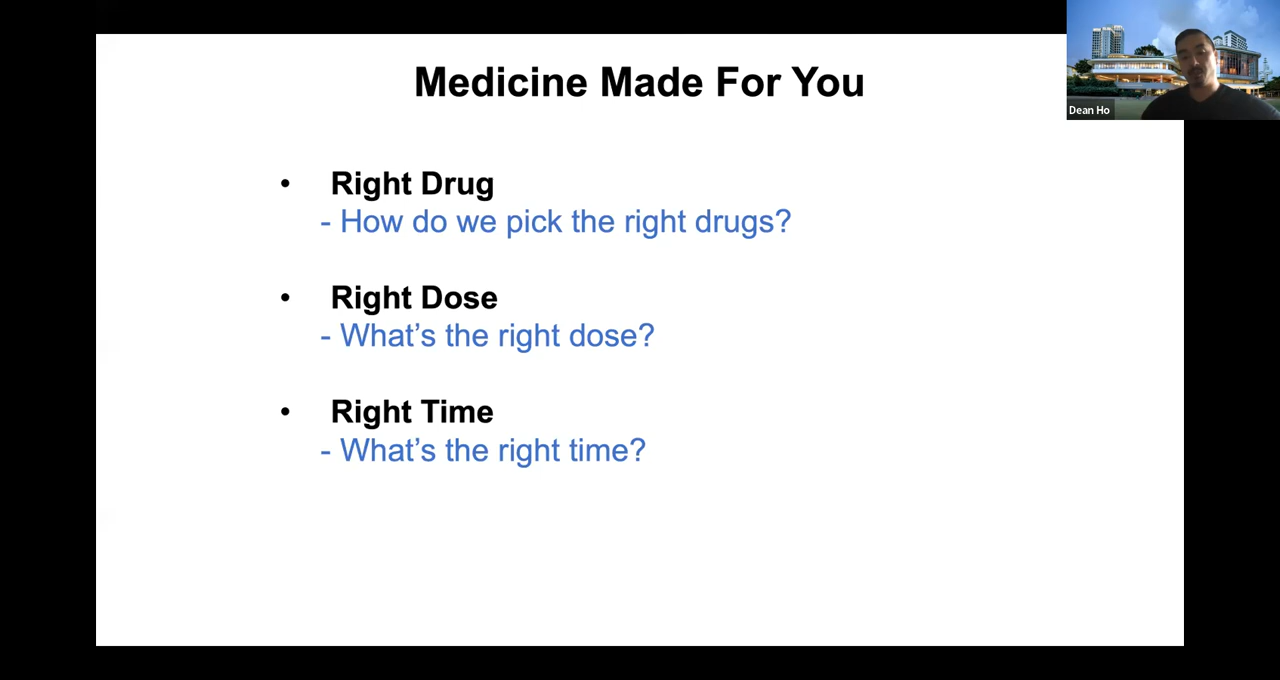 Medicine Made For You
Dean Ho
• Right Drug
- How do we pick the right drugs?
• Right Dose
- What’s the right dose?
• Right Time
- What’s the right time?